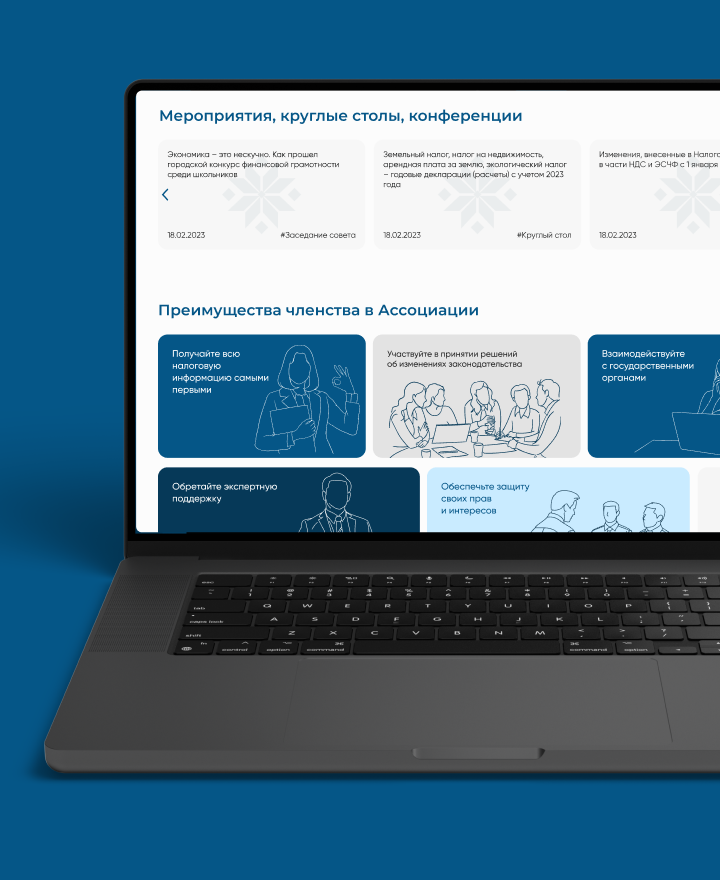 Мероприятия, круглые столы, конференции
Экономика – это нескучно. Как прошел
городской конкурс финансовой грамотности
среди школьников
18.02.2023 #Заседание совета
Земельный налог, налог на недвижимость,
арендная плата за землю, экологический налог
– годовые декларации (расчеты) с учетом 2023
года
18.02.2023 #Круглый стол
Изменения, внесенные в
в части НДС и ЭСЧФ с 1 января
18.02.2023
Преимущества членства в Ассоциации
Получайте всю
налоговую
информацию самыми
первыми
Участвуйте в принятии решений
об изменениях законодательства
Взаимодействуйте
с государственными
органами
Обретайте экспертную
поддержку
Обеспечьте защиту
своих прав
и интересов
Q W E R T Y U I O P
tab
A S D F G H J K L
caps lock
Z X C V B N M
shift
fn control option command command option